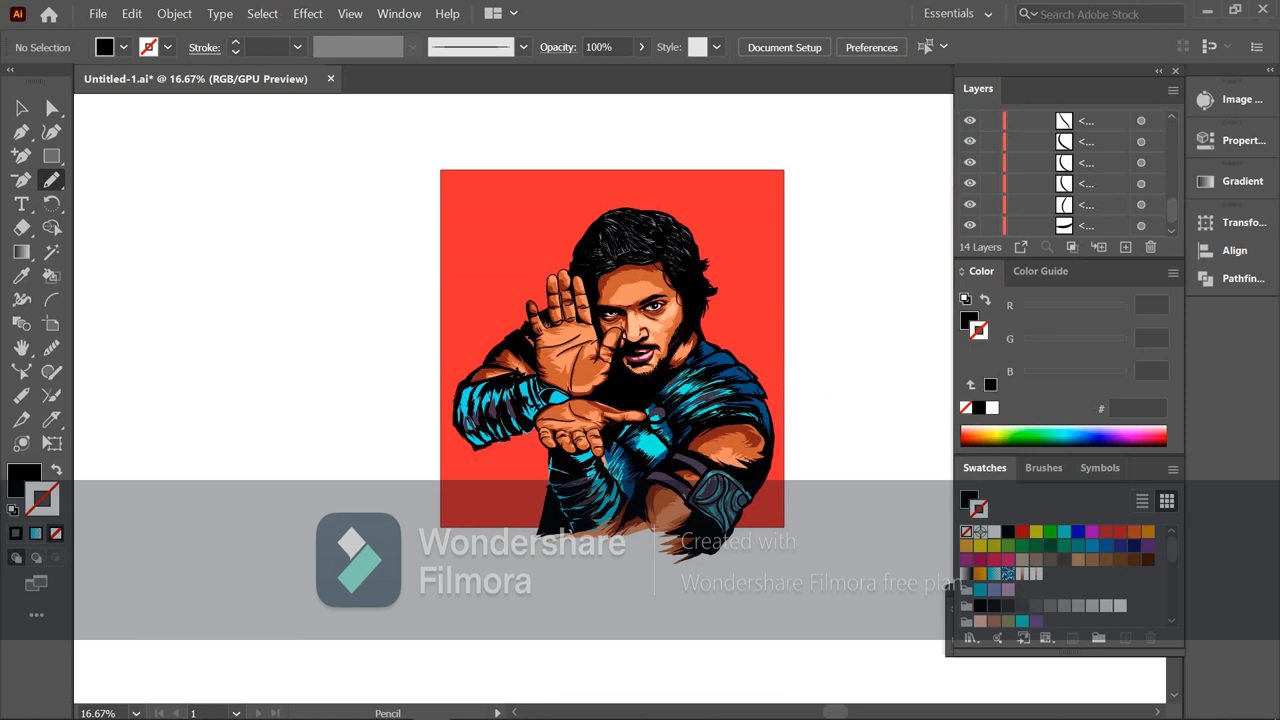 Ai File Edit Object Type Select Effect View Window Help Essentials Search Adobe Stock
No Selection Stroke: Opacity: 100% Style: Document Setup Preferences
Untitled-1.ai* @ 16.67% (RGB/GPU Preview)
Layers
<...
<...
<...
<...
<...
<...
14 Layers
Image ...
Propert...
Gradient
Transfo...
Align
Pathfin...
Color Color Guide
R
G
B
#
Swatches Brushes Symbols
Wondershare
Filmora
Created with
Wondershare Filmora free plan
16.67% 1 Pencil